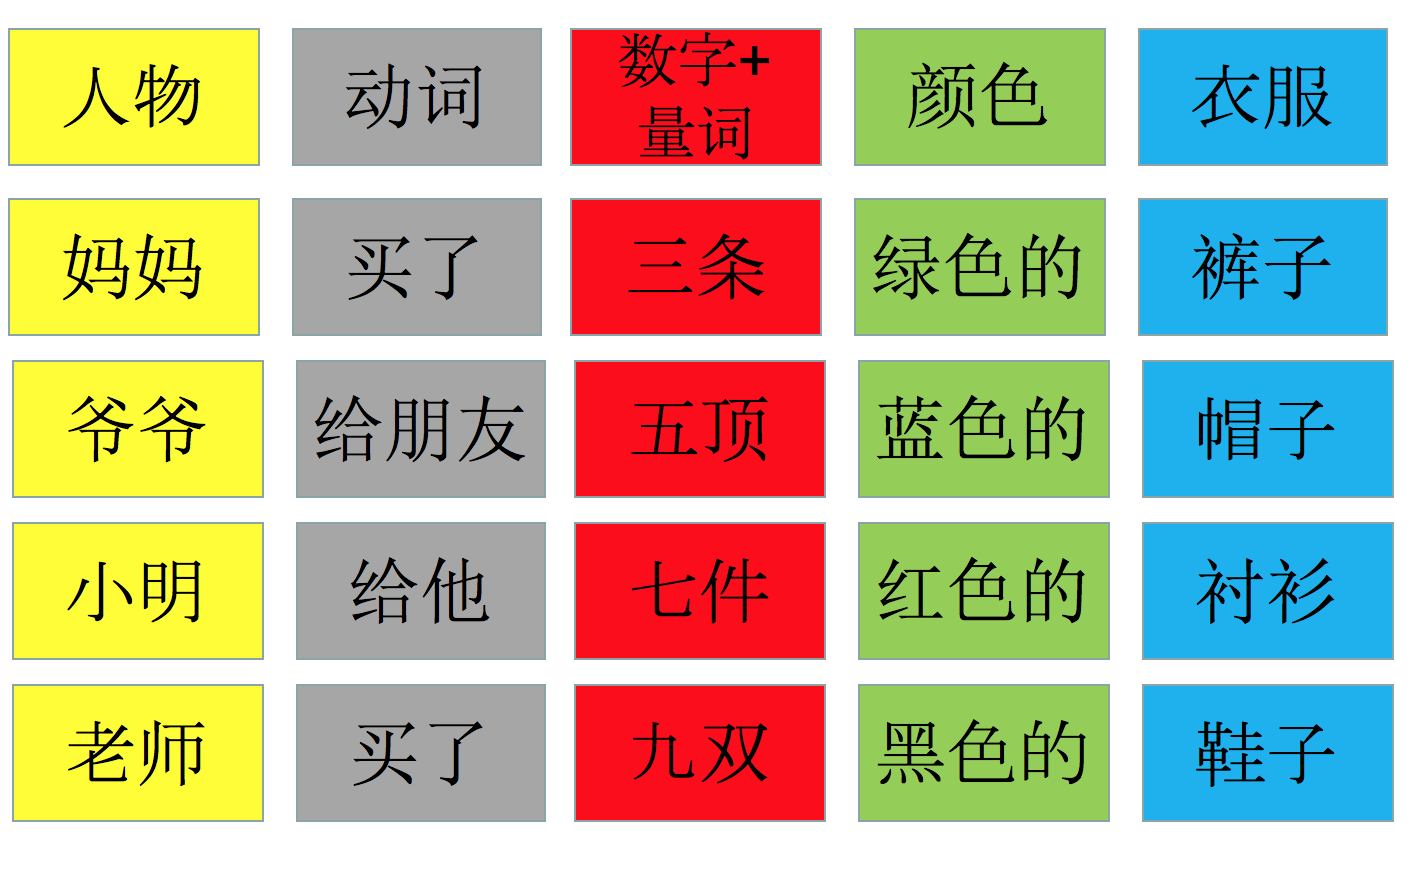 人物 动词 数字+ 颜色 衣服
量词
妈妈 买了 三条 绿色的 裤子
爷爷 给朋友 五顶 蓝色的 帽子
小明 给他 七件 红色的 衬衫
老师 买了 九双 黑色的 鞋子